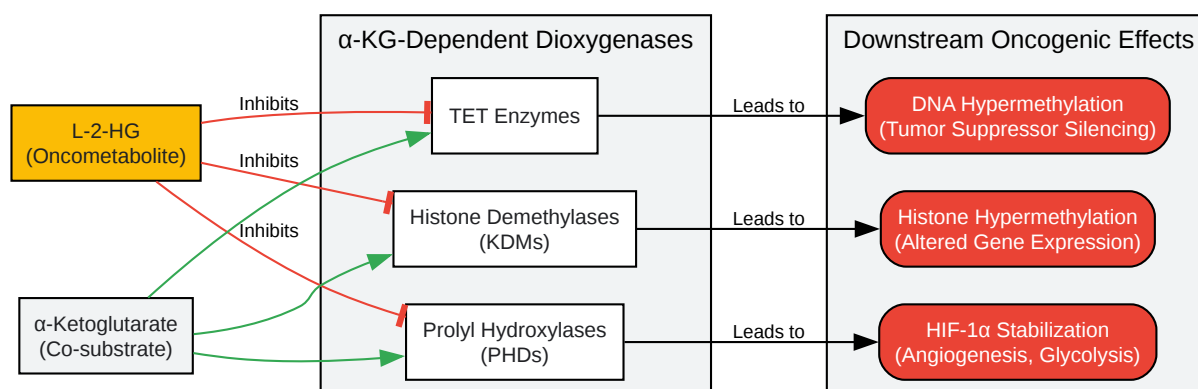 α-KG-Dependent Dioxygenases
Downstream Oncogenic Effects
L-2-HG
(Oncometabolite)
Inhibits
TET Enzymes
Leads to
DNA Hypermethylation
(Tumor Suppressor Silencing)
Inhibits
Histone Demethylases
(KDMs)
Leads to
Histone Hypermethylation
(Altered Gene Expression)
Inhibits
α-Ketoglutarate
(Co-substrate)
Prolyl Hydroxylases
(PHDs)
Leads to
HIF-1α Stabilization
(Angiogenesis, Glycolysis)